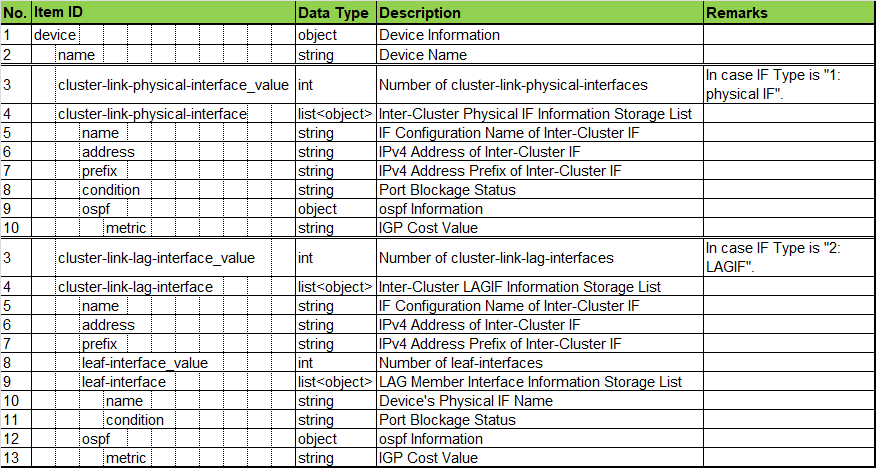 No. Item ID Data Type Description Remarks
1 device object Device Information
2 name string Device Name
3 cluster-link-physical-interface_value int Number of cluster-link-physical-interfaces In case IF Type is "1:
physical IF".
4 cluster-link-physical-interface list<object> Inter-Cluster Physical IF Information Storage List
5 name string IF Configuration Name of Inter-Cluster IF
6 address string IPv4 Address of Inter-Cluster IF
7 prefix string IPv4 Address Prefix of Inter-Cluster IF
8 condition string Port Blockage Status
9 ospf object ospf Information
10 metric string IGP Cost Value
3 cluster-link-lag-interface_value int Number of cluster-link-lag-interfaces In case IF Type is "2:
LAGIF".
4 cluster-link-lag-interface list<object> Inter-Cluster LAGIF Information Storage List
5 name string IF Configuration Name of Inter-Cluster IF
6 address string IPv4 Address of Inter-Cluster IF
7 prefix string IPv4 Address Prefix of Inter-Cluster IF
8 leaf-interface_value int Number of leaf-interfaces
9 leaf-interface list<object> LAG Member Interface Information Storage List
10 name string Device's Physical IF Name
11 condition string Port Blockage Status
12 ospf object ospf Information
13 metric string IGP Cost Value